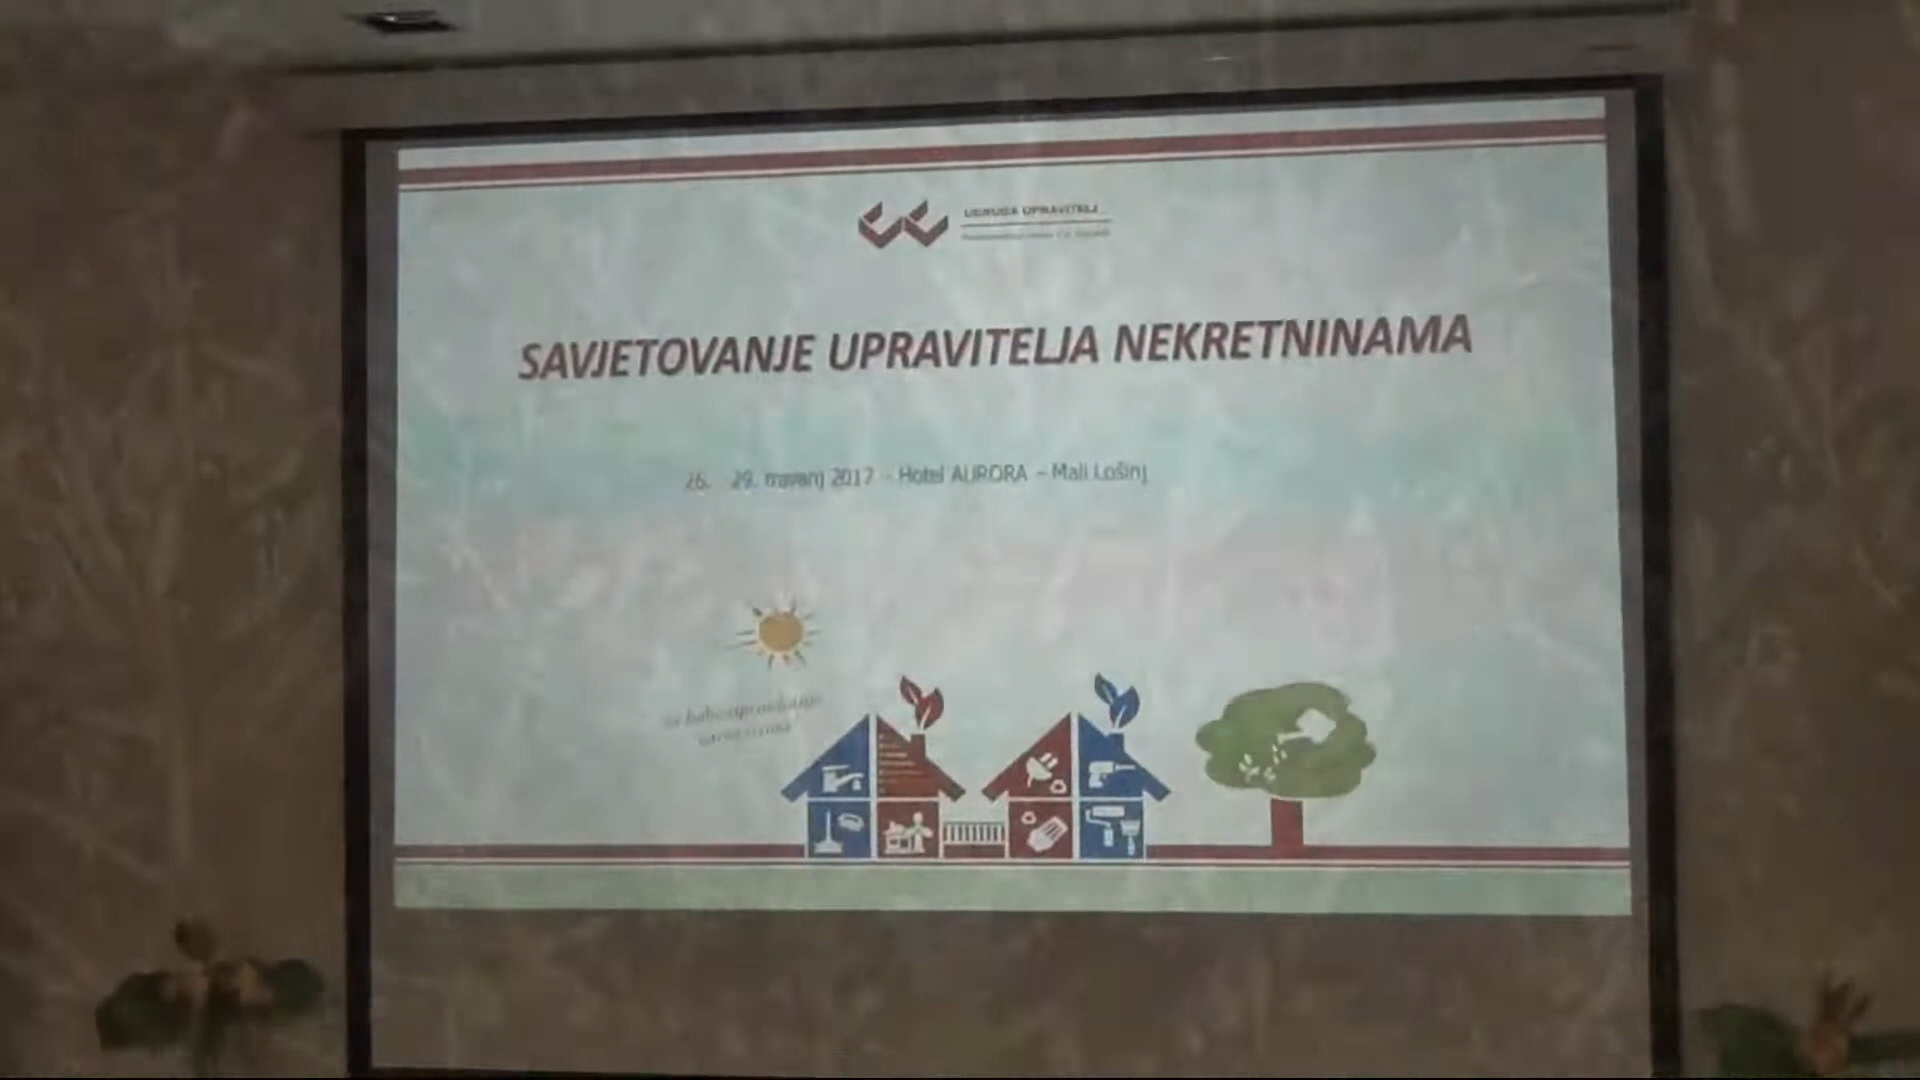 UDRUGA UPRAVITELJ
SAVJETOVANJE UPRAVITELJA NEKRETNINAMA
26. 29. travanj 2017 - Hotel AURORA – Mali Lošinj